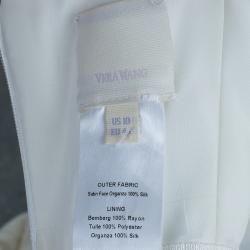 VERA WANG
US 10
OUTER FABRIC
Satin Face Organza 100% Silk
LINING
Bemberg 100% Rayon
Tulle 100% Polyester
Organza 100% Silk